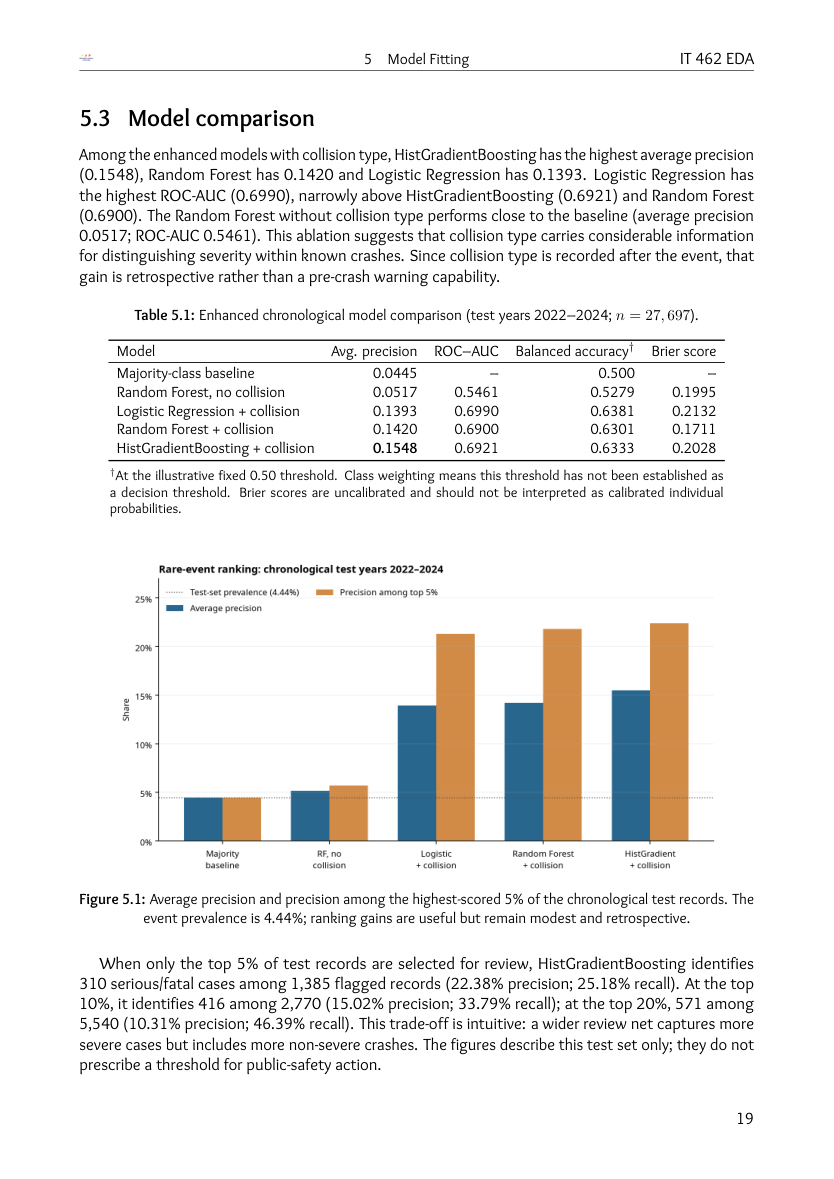 5 Model Fitting
IT 462 EDA
5.3 Model comparison
Among the enhanced models with collision type, HistGradientBoosting has the highest average precision
(0.1548), Random Forest has 0.1420 and Logistic Regression has 0.1393. Logistic Regression has
the highest ROC-AUC (0.6990), narrowly above HistGradientBoosting (0.6921) and Random Forest
(0.6900). The Random Forest without collision type performs close to the baseline (average precision
0.0517; ROC-AUC 0.5461). This ablation suggests that collision type carries considerable information
for distinguishing severity within known crashes. Since collision type is recorded after the event, that
gain is retrospective rather than a pre-crash warning capability.
Table 5.1: Enhanced chronological model comparison (test years 2022–2024; n = 27,697).
Model Avg. precision ROC–AUC Balanced accuracy† Brier score
Majority-class baseline 0.0445 – 0.500 –
Random Forest, no collision 0.0517 0.5461 0.5279 0.1995
Logistic Regression + collision 0.1393 0.6990 0.6381 0.2132
Random Forest + collision 0.1420 0.6900 0.6301 0.1711
HistGradientBoosting + collision 0.1548 0.6921 0.6333 0.2028
†At the illustrative fixed 0.50 threshold. Class weighting means this threshold has not been established as
a decision threshold. Brier scores are uncalibrated and should not be interpreted as calibrated individual
probabilities.
Rare-event ranking: chronological test years 2022–2024
Test-set prevalence (4.44%) Precision among top 5%
Average precision
25%
20%
15%
10%
5%
0%
Share
Majority baseline
RF, no collision
Logistic + collision
Random Forest + collision
HistGradient + collision
Figure 5.1: Average precision and precision among the highest-scored 5% of the chronological test records. The
event prevalence is 4.44%; ranking gains are useful but remain modest and retrospective.
When only the top 5% of test records are selected for review, HistGradientBoosting identifies
310 serious/fatal cases among 1,385 flagged records (22.38% precision; 25.18% recall). At the top
10%, it identifies 416 among 2,770 (15.02% precision; 33.79% recall); at the top 20%, 571 among
5,540 (10.31% precision; 46.39% recall). This trade-off is intuitive: a wider review net captures more
severe cases but includes more non-severe crashes. The figures describe this test set only; they do not
prescribe a threshold for public-safety action.
19